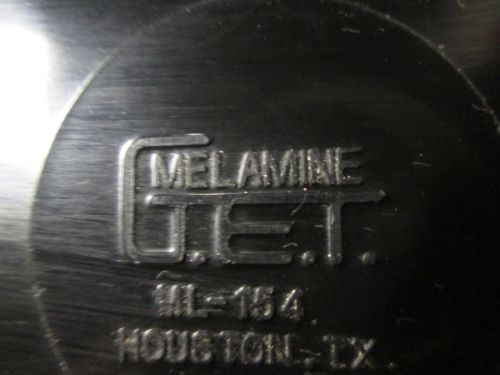 MELAMINE
G.E.T.
ML-154
HOUSTON, TX